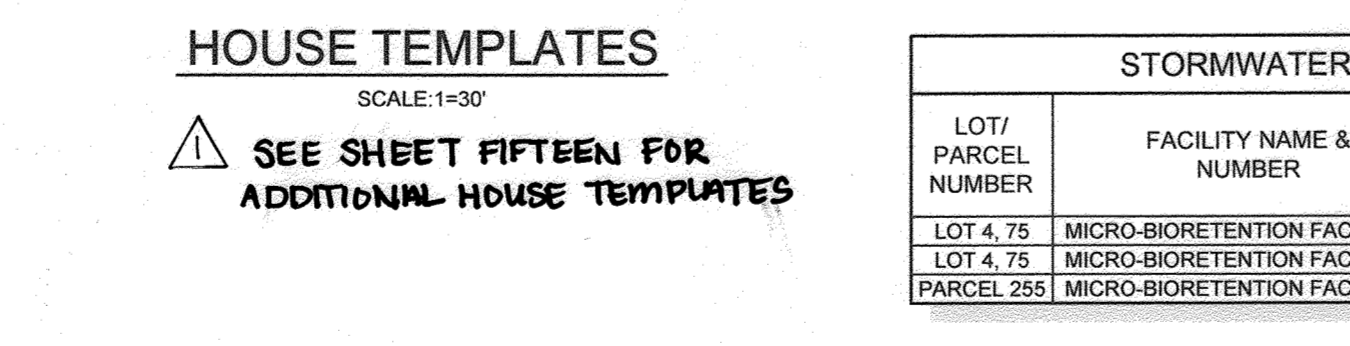 HOUSE TEMPLATES
SCALE:1=30'
1 SEE SHEET FIFTEEN FOR
ADDITIONAL HOUSE TEMPLATES
STORMWATER
LOT/
PARCEL
NUMBER
FACILITY NAME &
NUMBER
LOT 4, 75 MICRO-BIORETENTION FAC
LOT 4, 75 MICRO-BIORETENTION FAC
PARCEL 255 MICRO-BIORETENTION FAC